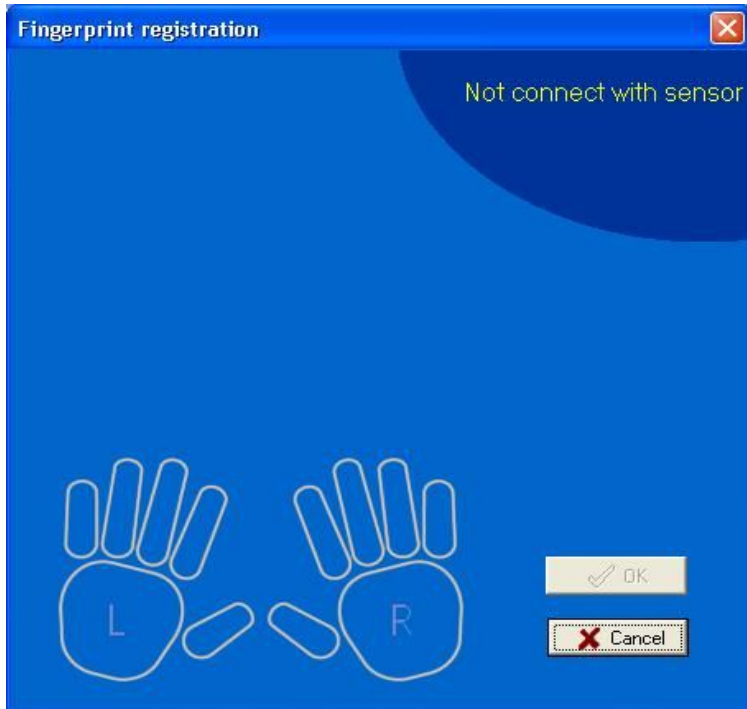 Fingerprint registration
Not connect with sensor
L
R
OK
Cancel